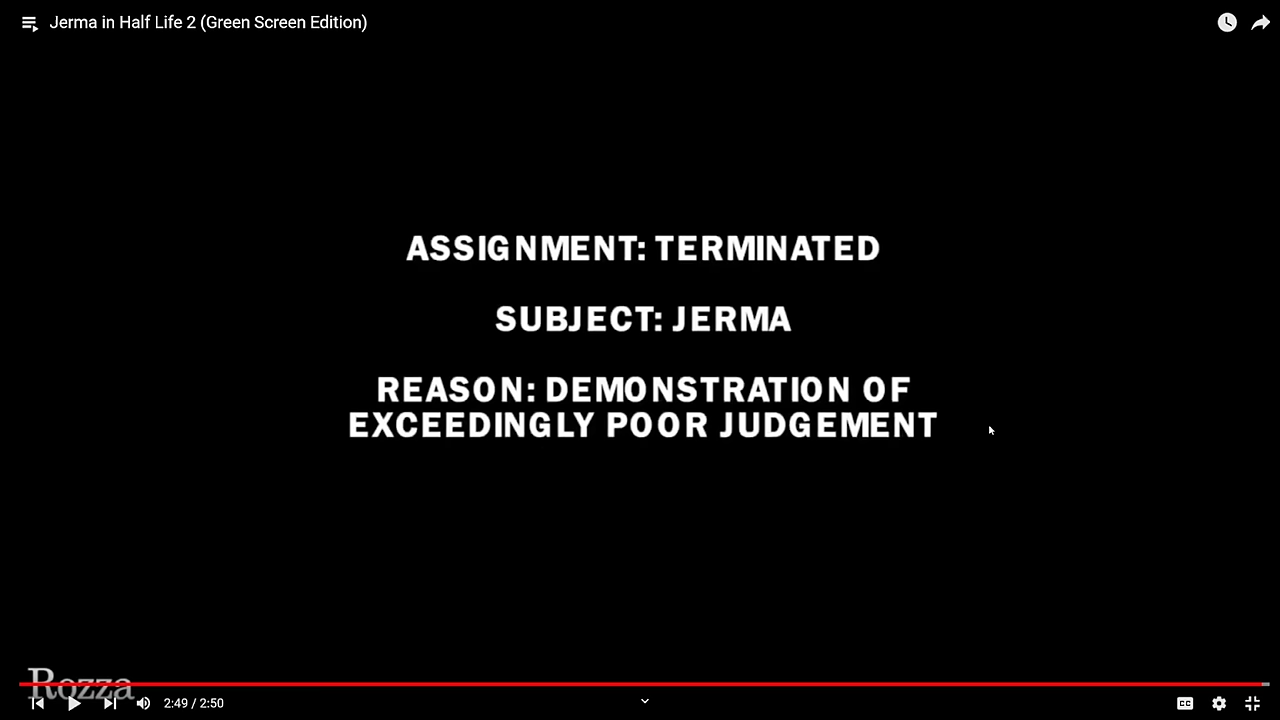 Jerma in Half Life 2 (Green Screen Edition)
ASSIGNMENT: TERMINATED
SUBJECT: JERMA
REASON: DEMONSTRATION OF
EXCEEDINGLY POOR JUDGEMENT
Rozza
2:49 / 2:50
CC